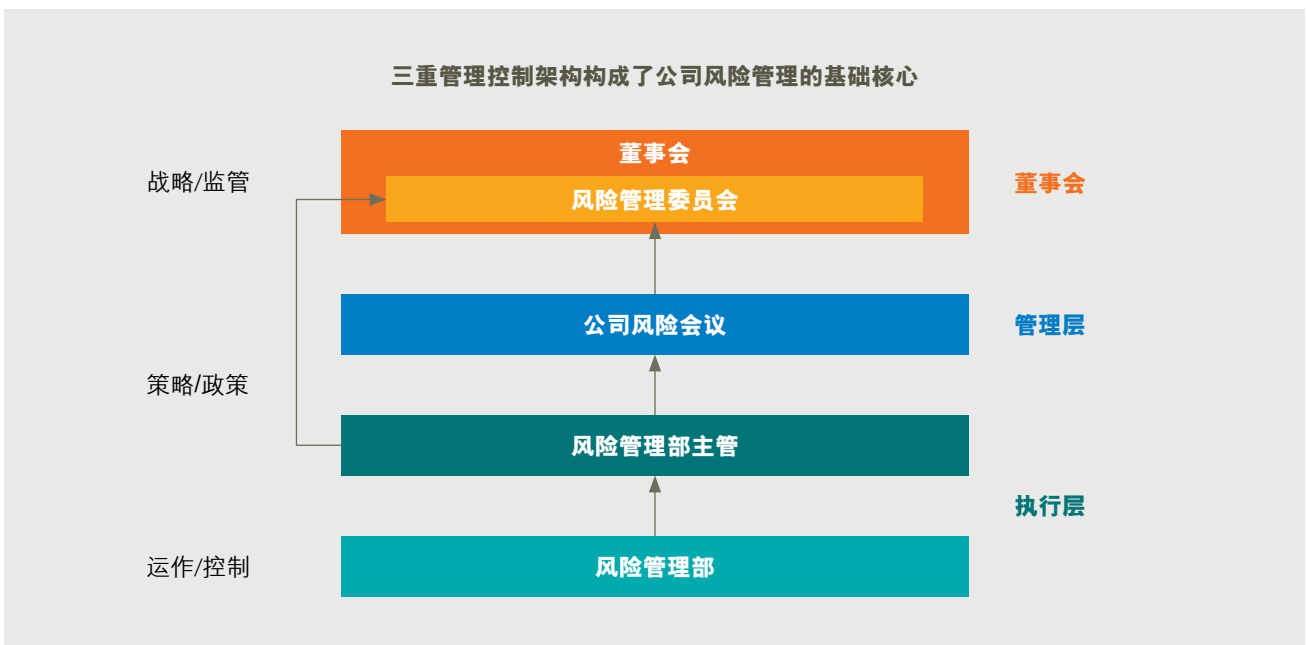 三重管理控制架构构成了公司风险管理的基础核心
董事会
战略/监管
董事会
风险管理委员会
公司风险会议
管理层
策略/政策
风险管理部主管
执行层
运作/控制
风险管理部